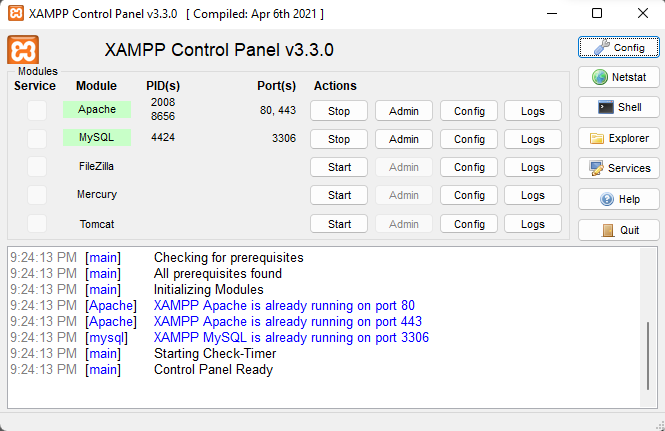 XAMPP Control Panel v3.3.0 [ Compiled: Apr 6th 2021 ]
XAMPP Control Panel v3.3.0
Config
Modules
Service Module PID(s) Port(s) Actions
Netstat
Apache 2008 8656 80, 443 Stop Admin Config Logs
Shell
MySQL 4424 3306 Stop Admin Config Logs
Explorer
FileZilla Start Admin Config Logs
Services
Mercury Start Admin Config Logs
Help
Tomcat Start Admin Config Logs
Quit
9:24:13 PM [main] Checking for prerequisites
9:24:13 PM [main] All prerequisites found
9:24:13 PM [main] Initializing Modules
9:24:13 PM [Apache] XAMPP Apache is already running on port 80
9:24:13 PM [Apache] XAMPP Apache is already running on port 443
9:24:13 PM [mysql] XAMPP MySQL is already running on port 3306
9:24:13 PM [main] Starting Check-Timer
9:24:13 PM [main] Control Panel Ready